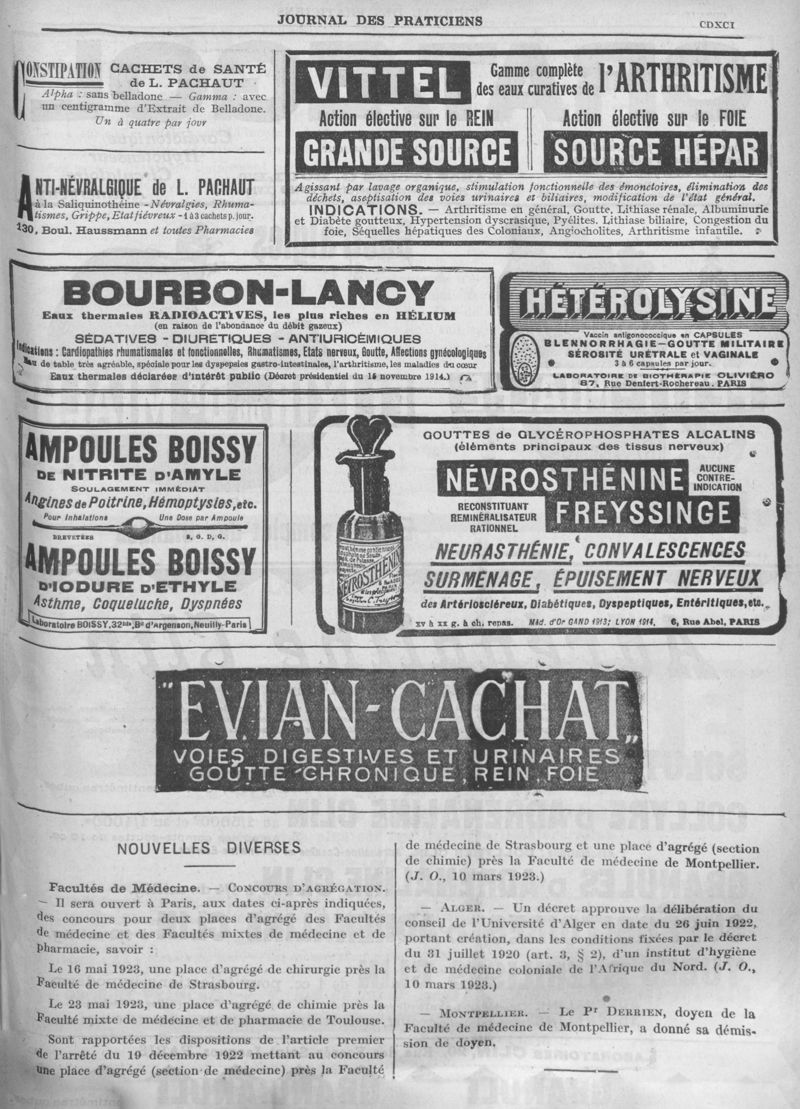 JOURNAL DES PRATICIENS
CDXCI
CONSTIPATION CACHETS de SANTÉ
de L. PACHAUT
Alpha : sans belladone — Gamma : avec
un centigramme d'Extrait de Belladone.
Un à quatre par jour
ANTI-NÉVRALGIQUE de L. PACHAUT
à la Saliquinothéine - Névralgies, Rhuma-
tismes, Grippe, Etat fiévreux - 1 à 3 cachets p. jour.
130, Boul. Haussmann et toutes Pharmacies
VITTEL
Gamme complète
des eaux curatives de l'ARTHRITISME
Action élective sur le REIN
GRANDE SOURCE
Action élective sur le FOIE
SOURCE HÉPAR
Agissant par lavage organique, stimulation fonctionnelle des émonctoires, élimination des
déchets, aseptisation des voies urinaires et biliaires, modification de l'état général.
INDICATIONS. — Arthritisme en général, Goutte, Lithiase rénale, Albuminurie
et Diabète goutteux, Hypertension dyscrasique, Pyélites. Lithiase biliaire, Congestion du
foie, Séquelles hépatiques des Coloniaux, Angiocholites, Arthritisme infantile.
BOURBON-LANCY
Eaux thermales RADIOACTIVES, les plus riches en HÉLIUM
(en raison de l'abondance du débit gazeux)
SÉDATIVES - DIURETIQUES - ANTIURICÉMIQUES
Indications : Cardiopathies rhumatismales et fonctionnelles, Rhumatismes, Etats nerveux, Goutte, Affections gynécologiques
Eau de table très agréable, spéciale pour les dyspepsies gastro-intestinales, l'arthritisme, les maladies du cœur
Eaux thermales déclarées d'intérêt public (Décret présidentiel du 15 novembre 1914.)
HÉTÉROLYSINE
Vaccin antigonococcique en CAPSULES
BLENNORRHAGIE - GOUTTE MILITAIRE
SÉROSITÉ URÉTRALE et VAGINALE
3 à 6 capsules par jour.
LABORATOIRE DE BIOTHÉRAPIE OLIVIÉRO
67, Rue Denfert-Rochereau. PARIS
AMPOULES BOISSY
DE NITRITE D'AMYLE
SOULAGEMENT IMMÉDIAT
Angines de Poitrine, Hémoptysies, etc.
Pour Inhalations Une Dose par Ampoule
BREVETÉES S. G. D. G.
AMPOULES BOISSY
D'IODURE D'ETHYLE
Asthme, Coqueluche, Dyspnées
Laboratoire BOISSY, 32bis, Bd d'Argenson, Neuilly-Paris
NÉVROSTHÉNINE
GOUTTES de GLYCÉROPHOSPHATES ALCALINS
(éléments principaux des tissus nerveux)
NÉVROSTHÉNINE
AUCUNE
CONTRE-
INDICATION
RECONSTITUANT
REMINÉRALISATEUR
RATIONNEL
FREYSSINGE
NEURASTHÉNIE, CONVALESCENCES
SURMENAGE, ÉPUISEMENT NERVEUX
des Artérioscléreux, Diabétiques, Dyspeptiques, Entéritiques, etc.
xv à xx g. à ch. repas. Méd. d'Or GAND 1913; LYON 1914. 6, Rue Abel, PARIS
"EVIAN-CACHAT"
VOIES DIGESTIVES ET URINAIRES
GOUTTE CHRONIQUE, REIN, FOIE
NOUVELLES DIVERSES
Facultés de Médecine. — CONCOURS D'AGRÉGATION.
— Il sera ouvert à Paris, aux dates ci-après indiquées,
des concours pour deux places d'agrégé des Facultés
de médecine et des Facultés mixtes de médecine et de
pharmacie, savoir :
Le 16 mai 1923, une place d'agrégé de chirurgie près la
Faculté de médecine de Strasbourg.
Le 23 mai 1923, une place d'agrégé de chimie près la
Faculté mixte de médecine et de pharmacie de Toulouse.
Sont rapportées les dispositions de l'article premier
de l'arrêté du 19 décembre 1922 mettant au concours
une place d'agrégé (section de médecine) près la Faculté
de médecine de Strasbourg et une place d'agrégé (section
de chimie) près la Faculté de médecine de Montpellier.
(J. O., 10 mars 1923.)
— ALGER. — Un décret approuve la délibération du
conseil de l'Université d'Alger en date du 26 juin 1922,
portant création, dans les conditions fixées par le décret
du 31 juillet 1920 (art. 3, § 2), d'un institut d'hygiène
et de médecine coloniale de l'Afrique du Nord. (J. O.,
10 mars 1923.)
— MONTPELLIER. — Le Pr DERRIEN, doyen de la
Faculté de médecine de Montpellier, a donné sa démis-
sion de doyen.